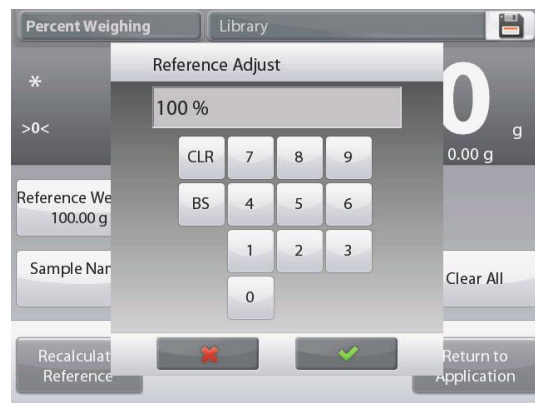 Percent Weighing
Library
Reference Adjust
*
100 %
0
g
>0<
0.00 g
CLR 7 8 9
Reference We
100.00 g
BS 4 5 6
1 2 3
Sample Nar
Clear All
0
Recalculat
Reference
Return to
Application